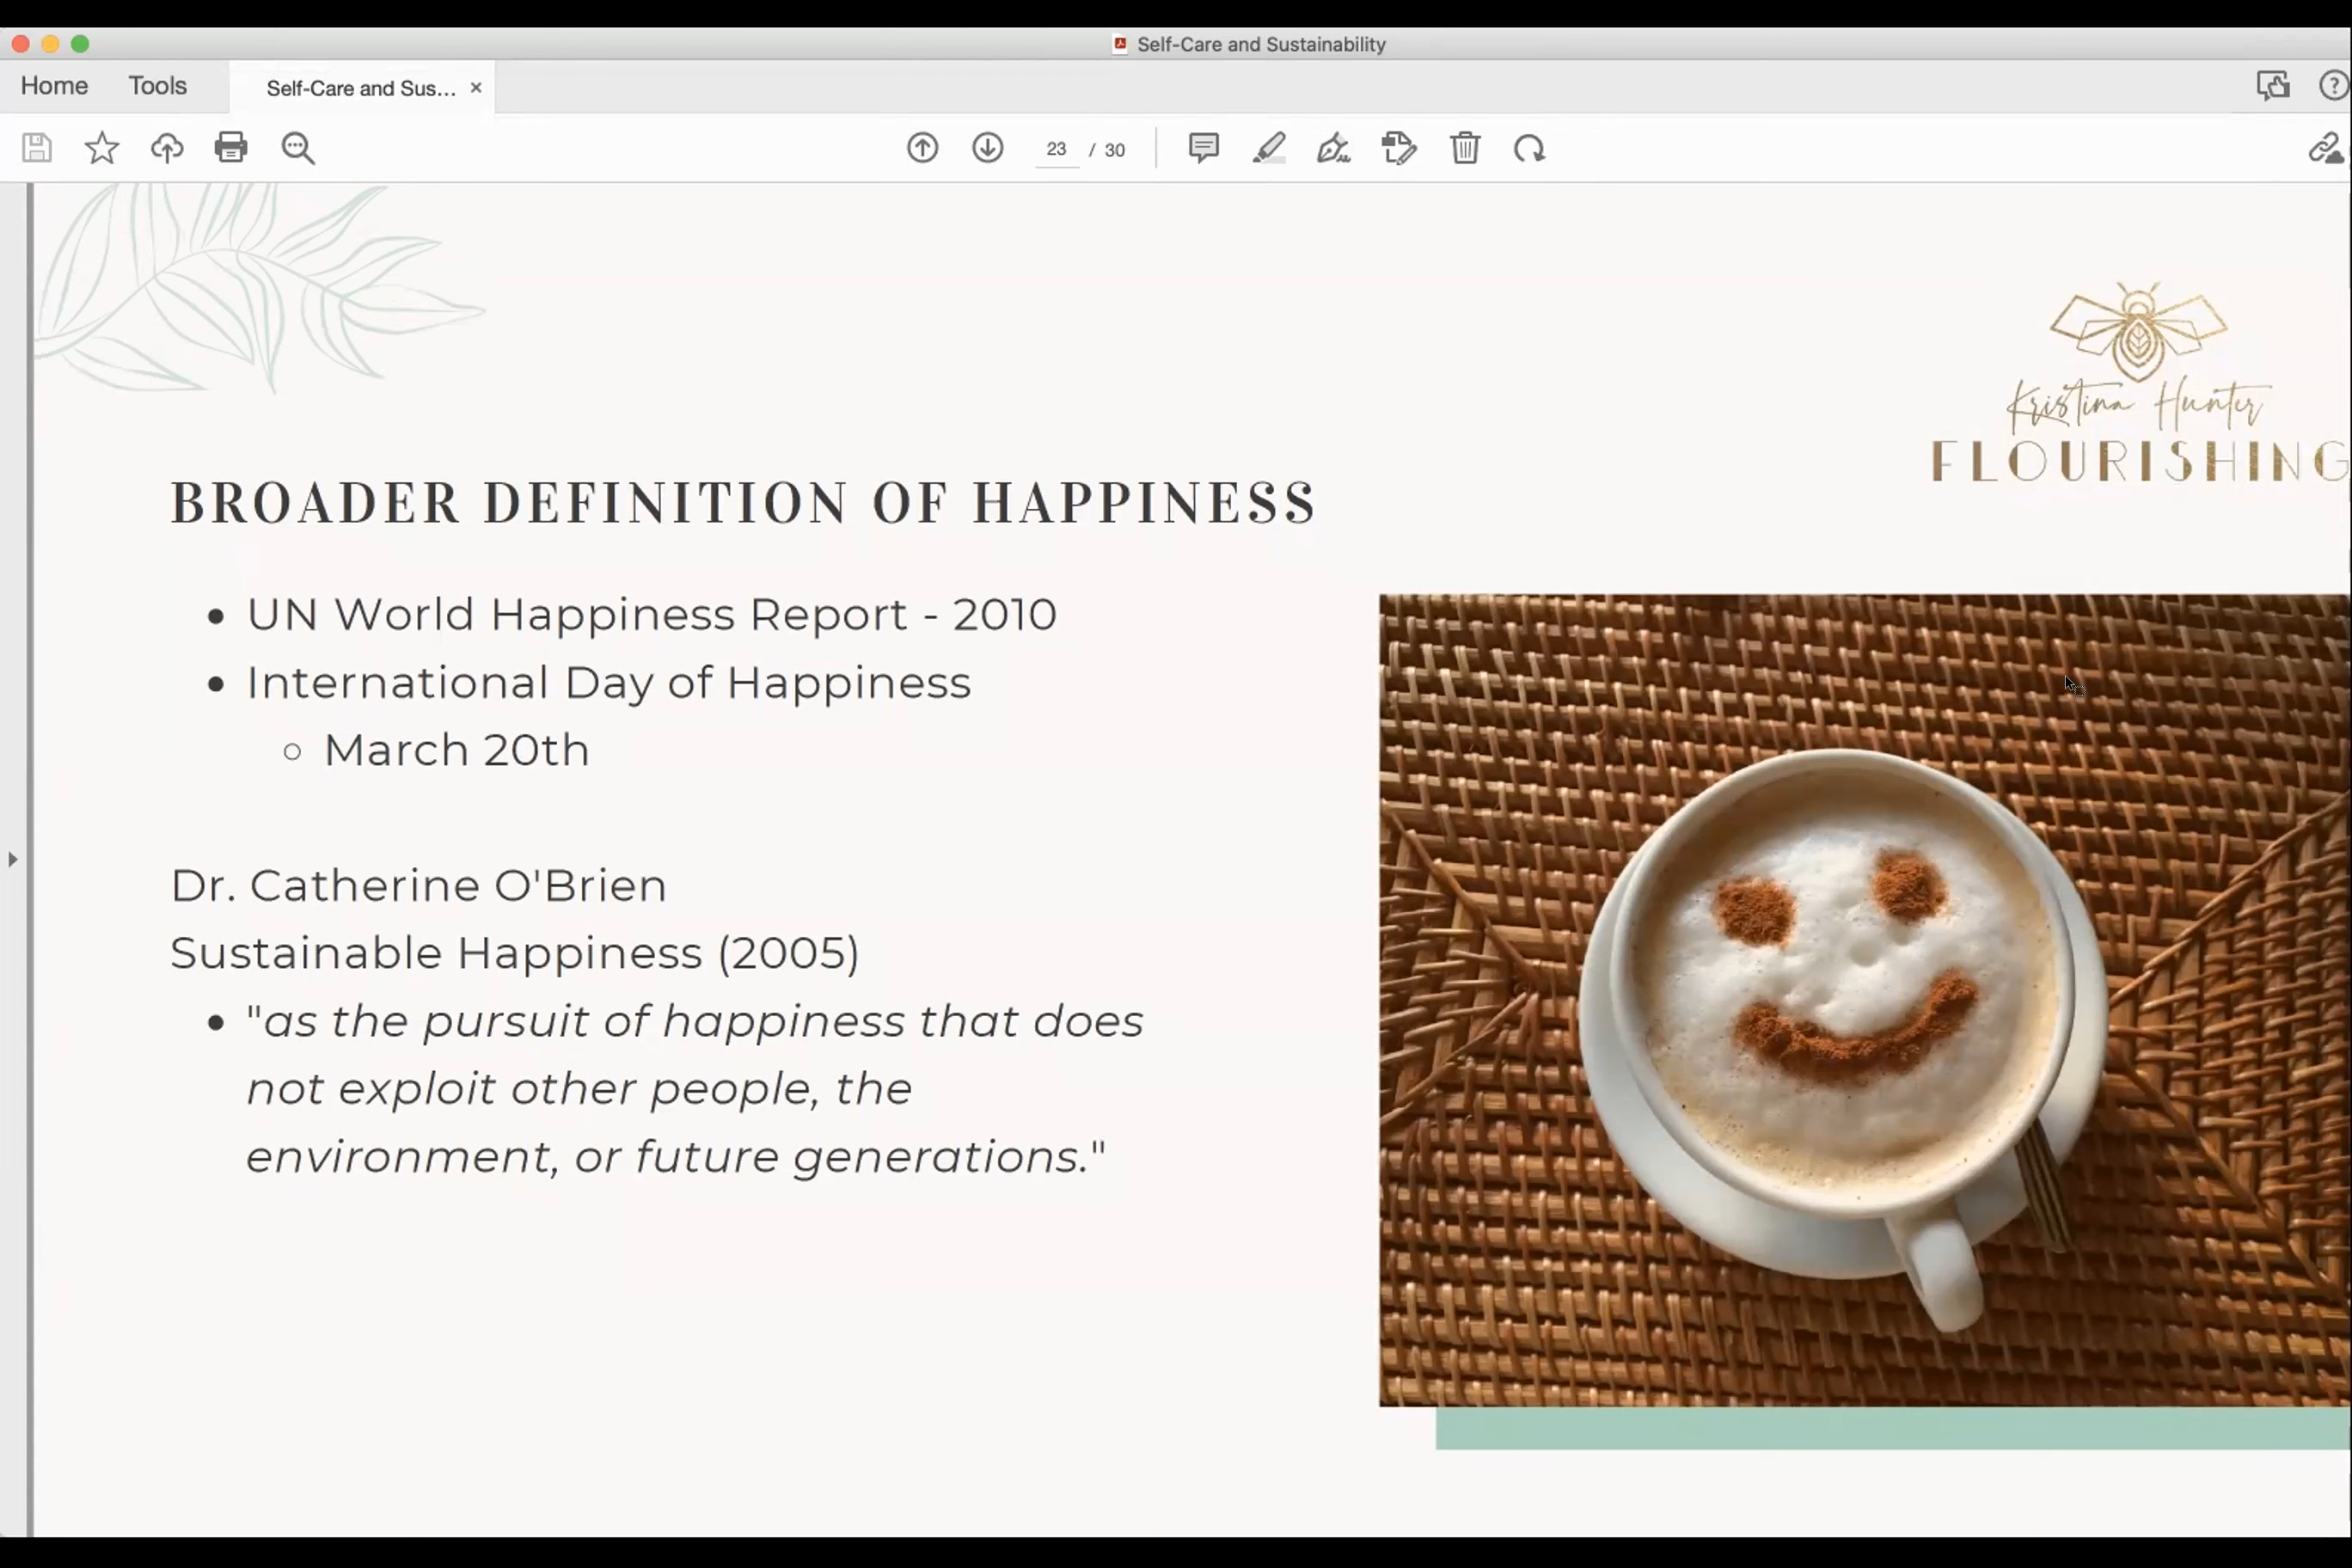 Self-Care and Sustainability
Home Tools Self-Care and Sus... ×
23 / 30
Kristina Hunter
FLOURISHING
BROADER DEFINITION OF HAPPINESS
• UN World Happiness Report - 2010
• International Day of Happiness
○ March 20th
Dr. Catherine O'Brien
Sustainable Happiness (2005)
• "as the pursuit of happiness that does
not exploit other people, the
environment, or future generations."